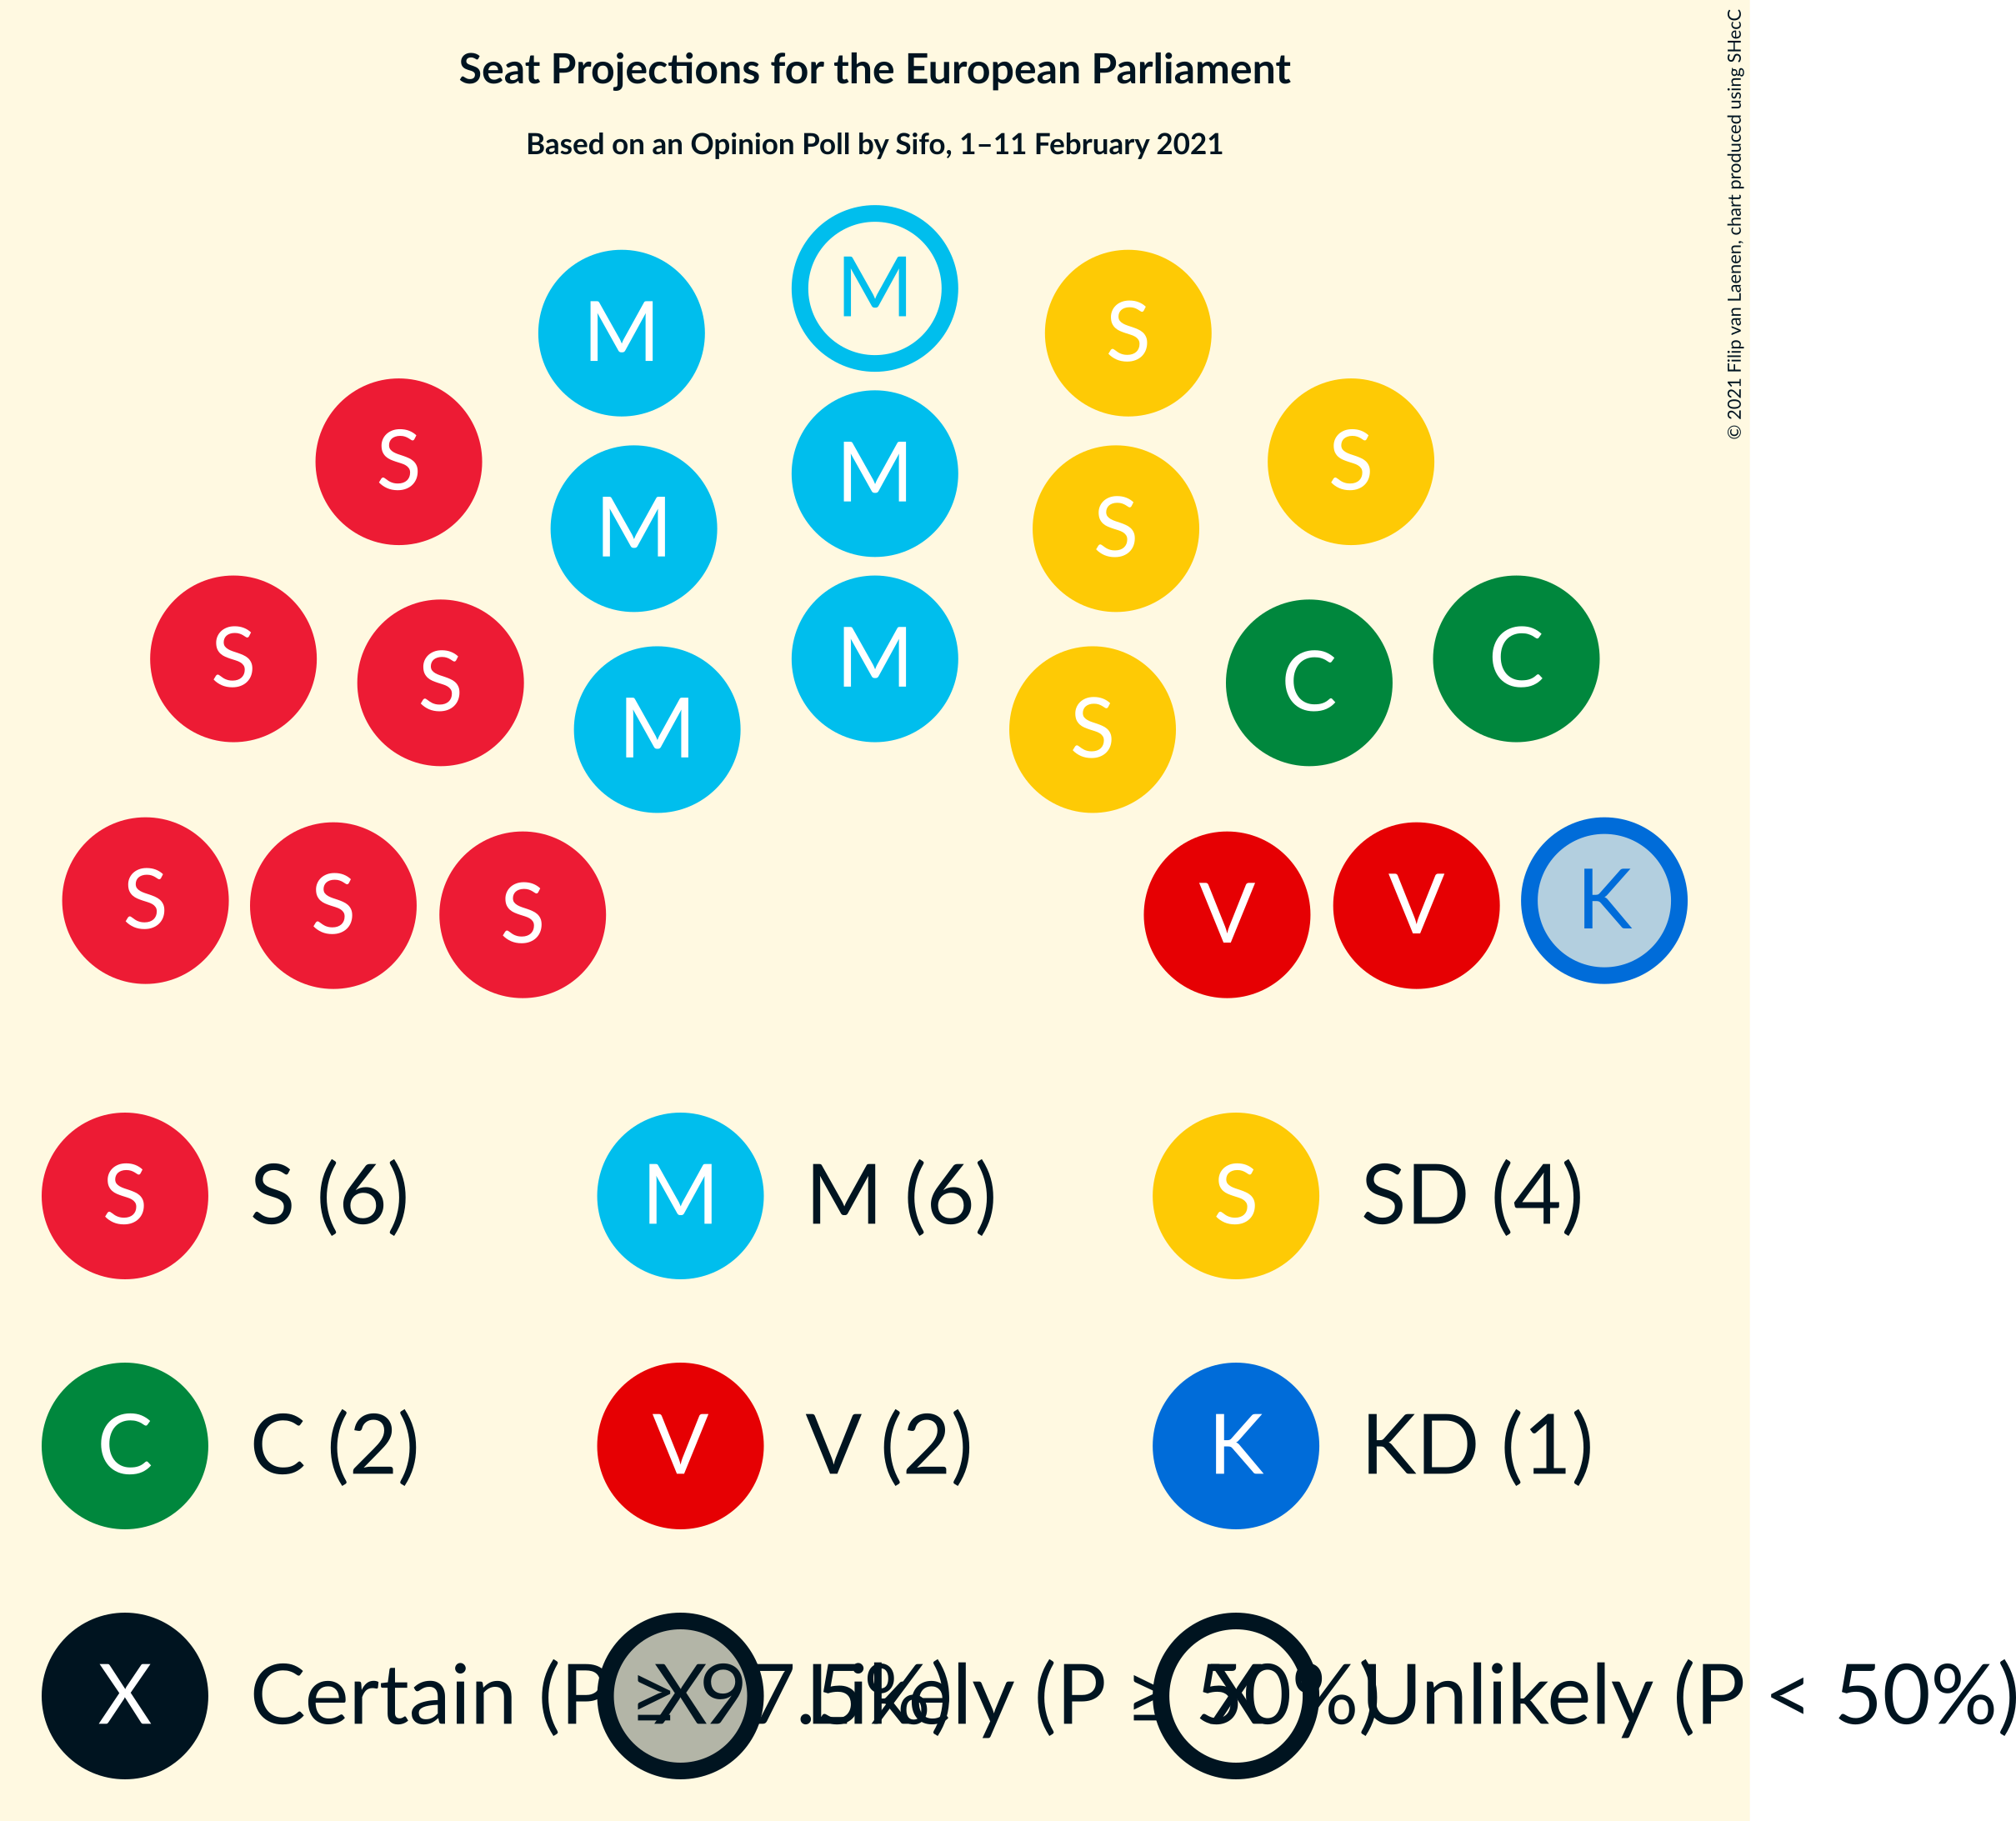 Seat Projections for the European Parliament
Based on an Opinion Poll by Sifo, 1–11 February 2021
© 2021 Filip van Laenen, chart produced using SHecC
M
M S
S M M S S
S S M M S C C
M S
S S S V V K
S S (6) M M (6) S SD (4)
C C (2) V V (2) K KD (1)
X Certain (P ≥ 97.5%) X Likely (P ≥ 50%) X Unlikely (P < 50%)